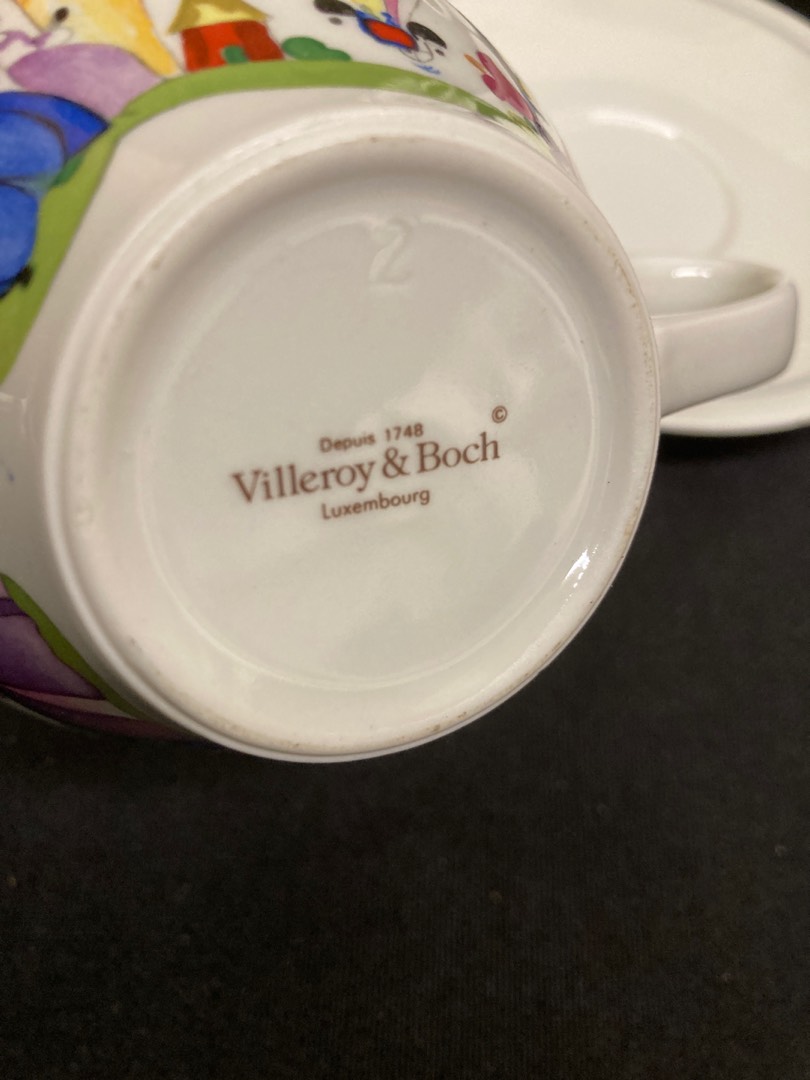 2
Depuis 1748
©
Villeroy & Boch
Luxembourg